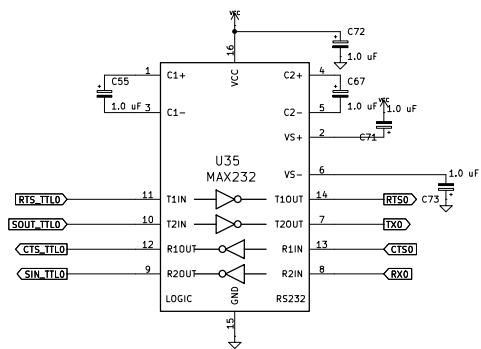 VCC
C72
1.0 uF
16
VCC
1 C1+ C2+ 4
C55 C67
1.0 uF 3 C1- C2- 5 1.0 uF
VCC
1.0 uF
VS+ 2
C71
U35
MAX232
VS- 6
1.0 uF
C73
RTS_TTL0 11 T1IN T1OUT 14 RTS0
SOUT_TTL0 10 T2IN T2OUT 7 TX0
CTS_TTL0 12 R1OUT R1IN 13 CTS0
SIN_TTL0 9 R2OUT R2IN 8 RX0
LOGIC GND RS232
15